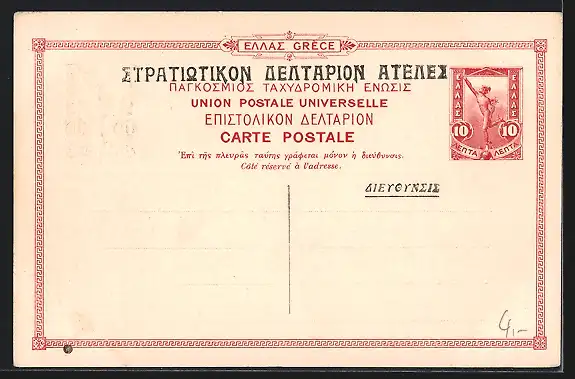 ΕΛΛΑΣ GRÈCE
ΣΤΡΑΤΙΩΤΙΚΟΝ ΔΕΛΤΑΡΙΟΝ ΑΤΕΛΕΣ
ΠΑΓΚΟΣΜΙΟΣ ΤΑΧΥΔΡΟΜΙΚΗ ΕΝΩΣΙΣ
UNION POSTALE UNIVERSELLE
ΕΠΙΣΤΟΛΙΚΟΝ ΔΕΛΤΑΡΙΟΝ
CARTE POSTALE
Ἐπὶ τῆς πλευρᾶς ταύτης γράφεται μόνον ἡ διεύθυνσις.
Côté réservé à l'adresse.
ΕΛΛΑΣ ΕΛΛΑΣ
10 10
ΛΕΠΤΑ ΛΕΠΤΑ
ΔΙΕΥΘΥΝΣΙΣ
4,-